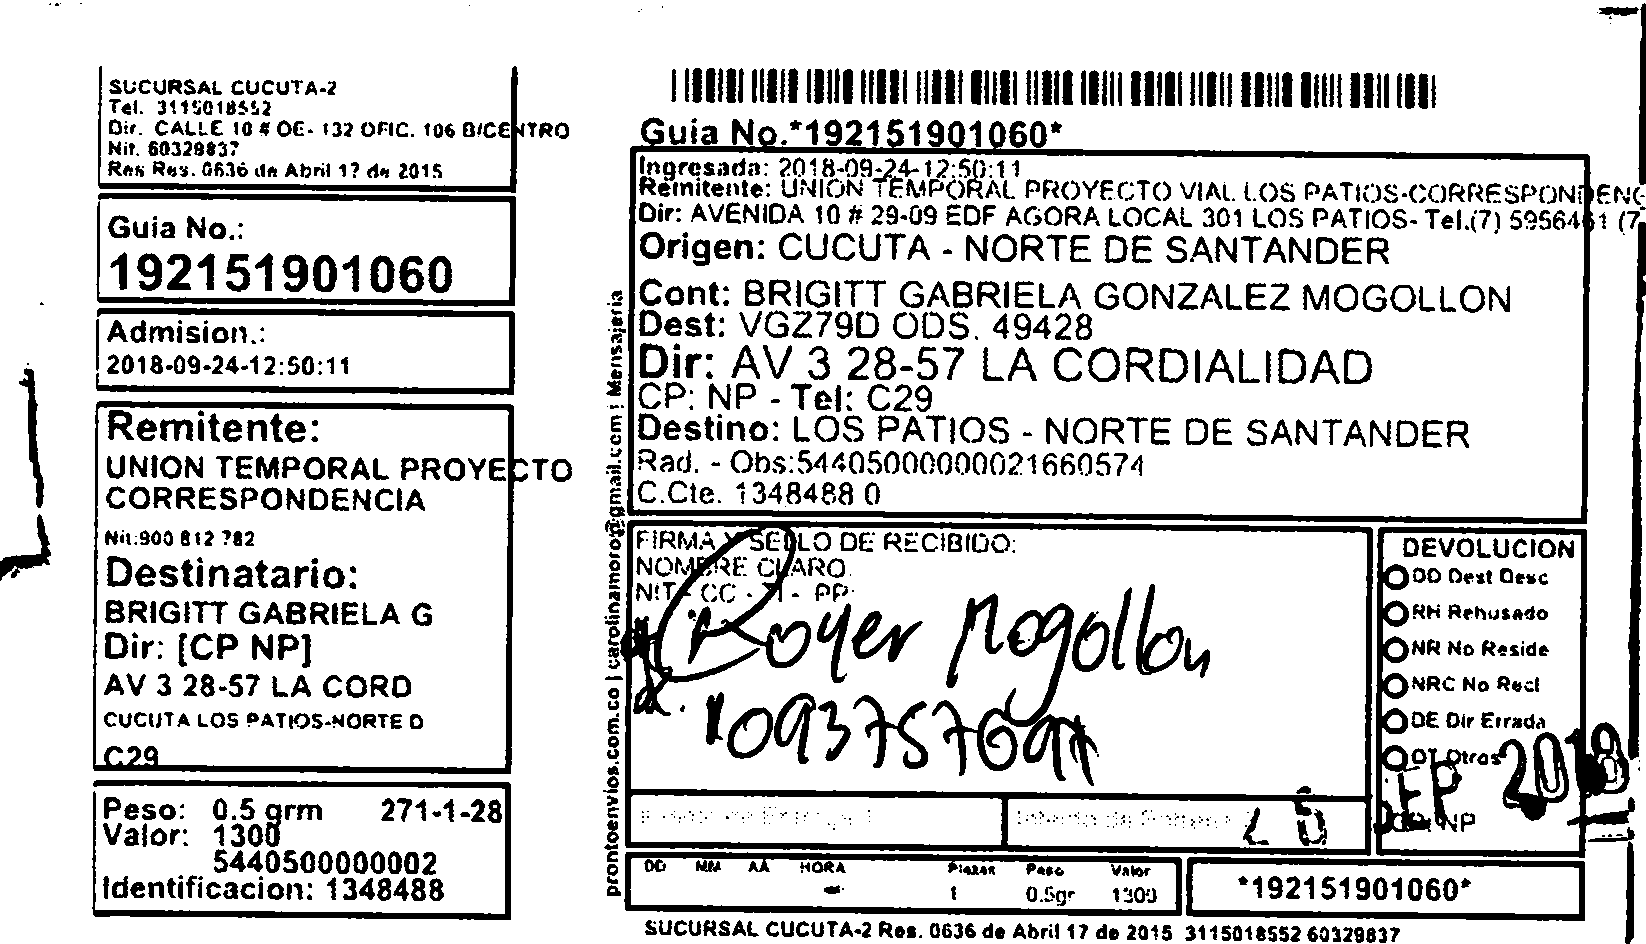 SUCURSAL CUCUTA-2
Tel. 3115018552
Dir. CALLE 10 # OE- 132 OFIC. 106 B/CENTRO
Nit. 60329837
Res Res. 0636 de Abril 17 de 2015
Guia No.:
192151901060
Admision.:
2018-09-24-12:50:11
Remitente:
UNION TEMPORAL PROYECTO
CORRESPONDENCIA
Nit:900 812 782
Destinatario:
BRIGITT GABRIELA G
Dir: [CP NP]
AV 3 28-57 LA CORD
CUCUTA LOS PATIOS-NORTE D
C29
Peso: 0.5 grm 271-1-28
Valor: 1300
5440500000002
Identificacion: 1348488
prontoenvios.com.co | carolinamoro@gmail.com | Mensajeria
Guia No.*192151901060*
Ingresada: 2018-09-24-12:50:11
Remitente: UNION TEMPORAL PROYECTO VIAL LOS PATIOS-CORRESPONDENC
Dir: AVENIDA 10 # 29-09 EDF AGORA LOCAL 301 LOS PATIOS- Tel.(7) 5956461 (7
Origen: CUCUTA - NORTE DE SANTANDER
Cont: BRIGITT GABRIELA GONZALEZ MOGOLLON
Dest: VGZ79D ODS. 49428
Dir: AV 3 28-57 LA CORDIALIDAD
CP: NP - Tel: C29
Destino: LOS PATIOS - NORTE DE SANTANDER
Rad. - Obs:54405000000021660574
C.Cte. 1348488 0
FIRMA Y SELLO DE RECIBIDO:
NOMBRE CLARO
NIT - CC - TI - PP:
Royer Mogollon
DEVOLUCION
DD Dest Desc
RH Rehusado
NR No Reside
NRC No Recl
DE Dir Errada
OT Otros
SEP 2018
NP
DD MM AA HORA Piezas Peso Valor
1 0.5gr 1300
*192151901060*
SUCURSAL CUCUTA-2 Res. 0636 de Abril 17 de 2015 3115018552 60329837